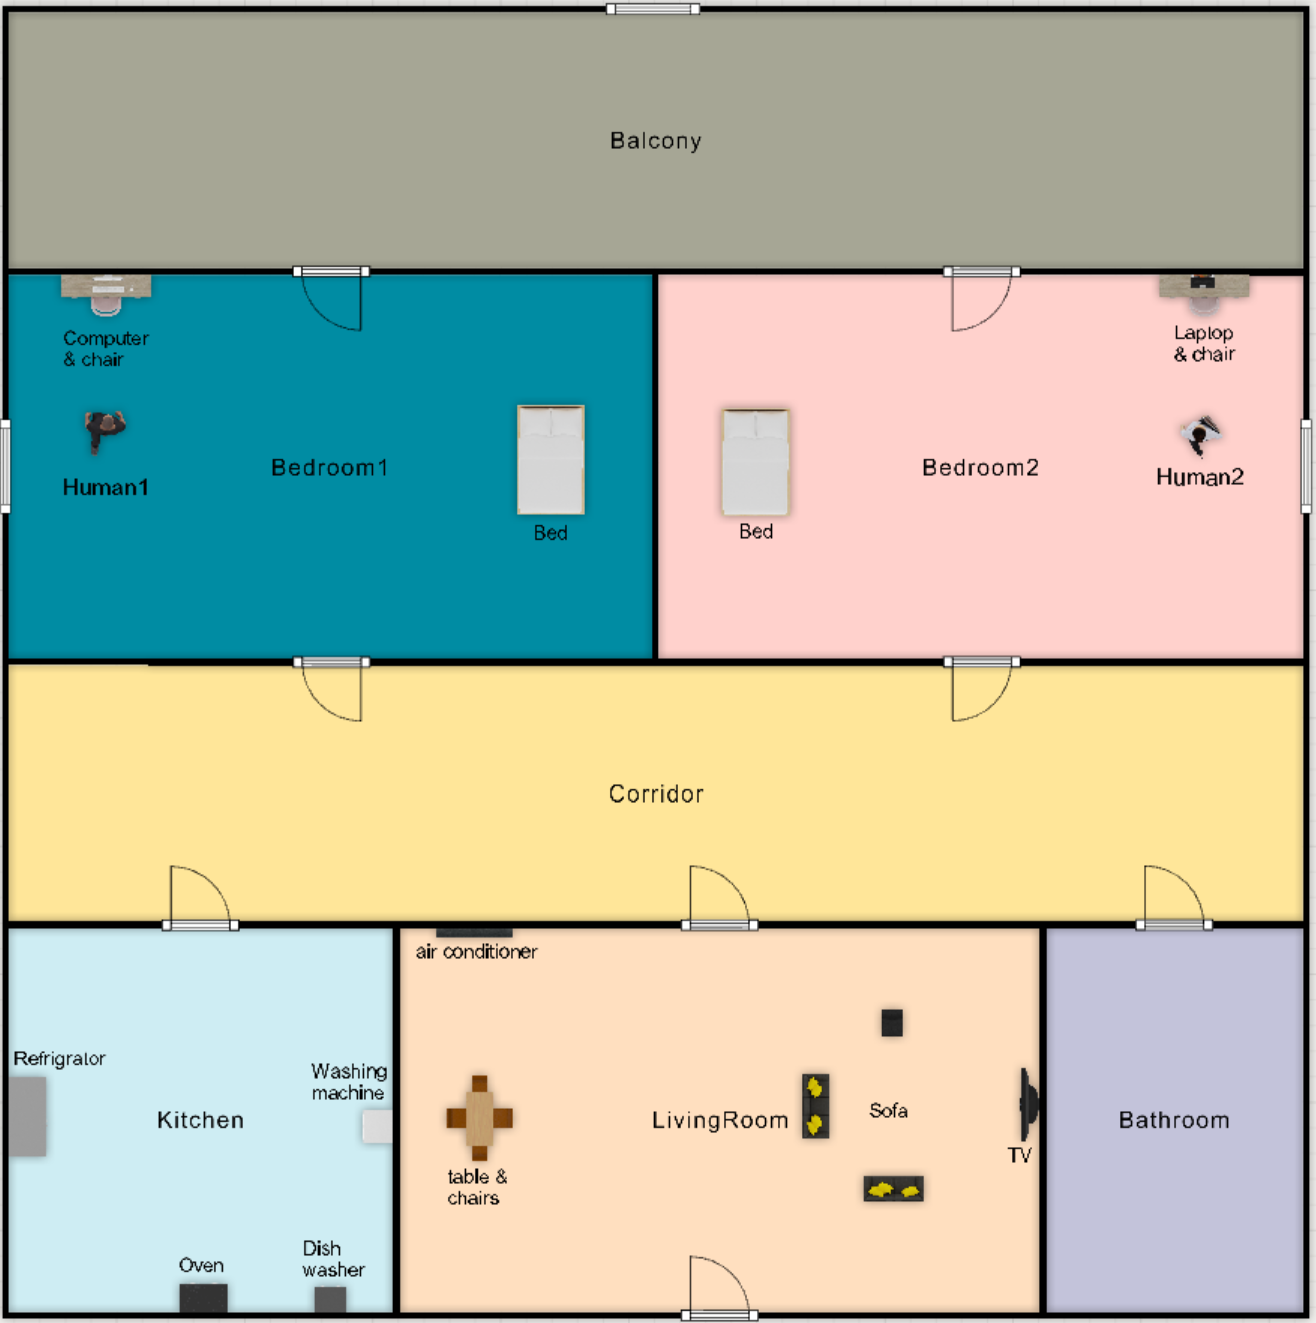 Balcony
Computer
& chair
Laptop
& chair
Human1
Bedroom1
Bed
Bed
Bedroom2
Human2
Corridor
air conditioner
Refrigrator
Washing
machine
Kitchen
table &
chairs
LivingRoom
Sofa
TV
Bathroom
Oven
Dish
washer